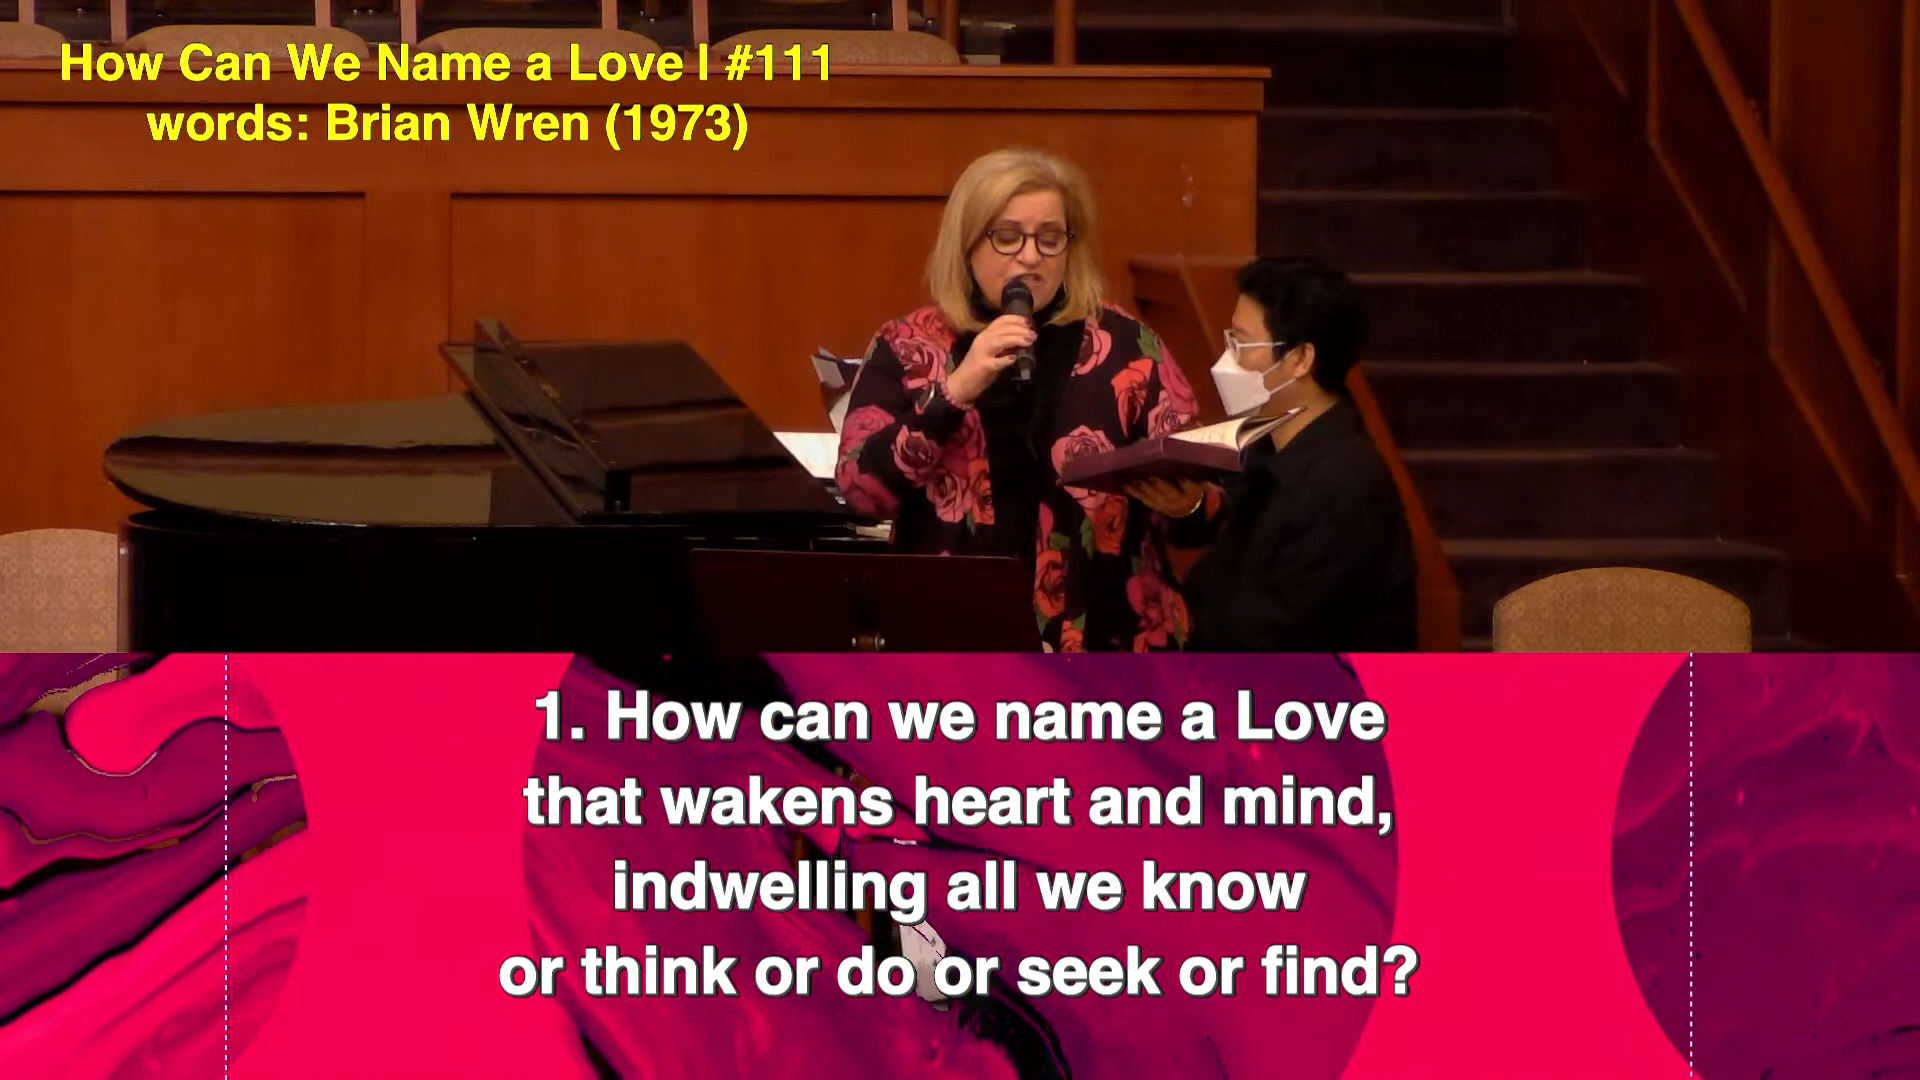 How Can We Name a Love | #111
words: Brian Wren (1973)
1. How can we name a Love
that wakens heart and mind,
indwelling all we know
or think or do or seek or find?